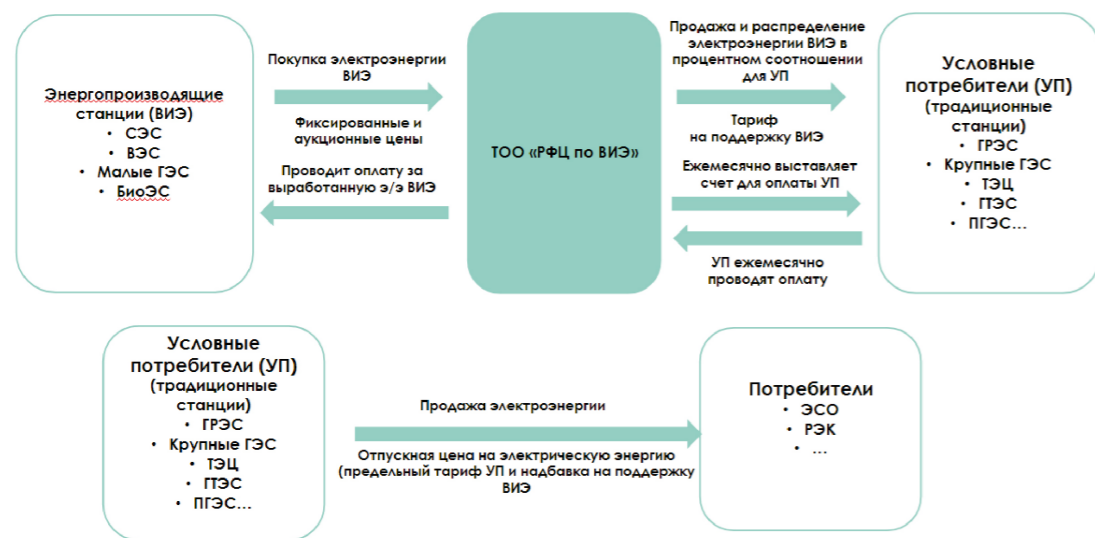 Энергопроизводящие
станции (ВИЭ)
• СЭС
• ВЭС
• Малые ГЭС
• БиоЭС
Покупка электроэнергии
ВИЭ
Фиксированные и
аукционные цены
Проводит оплату за
выработанную э/э ВИЭ
ТОО «РФЦ по ВИЭ»
Продажа и распределение
электроэнергии ВИЭ в
процентном соотношении
для УП
Тариф
на поддержку ВИЭ
Ежемесячно выставляет
счет для оплаты УП
УП ежемесячно
проводят оплату
Условные
потребители (УП)
(традиционные
станции)
• ГРЭС
• Крупные ГЭС
• ТЭЦ
• ГТЭС
• ПГЭС...
Условные
потребители (УП)
(традиционные
станции)
• ГРЭС
• Крупные ГЭС
• ТЭЦ
• ГТЭС
• ПГЭС...
Продажа электроэнергии
Отпускная цена на электрическую энергию
(предельный тариф УП и надбавка на поддержку
ВИЭ
Потребители
• ЭСО
• РЭК
• ...